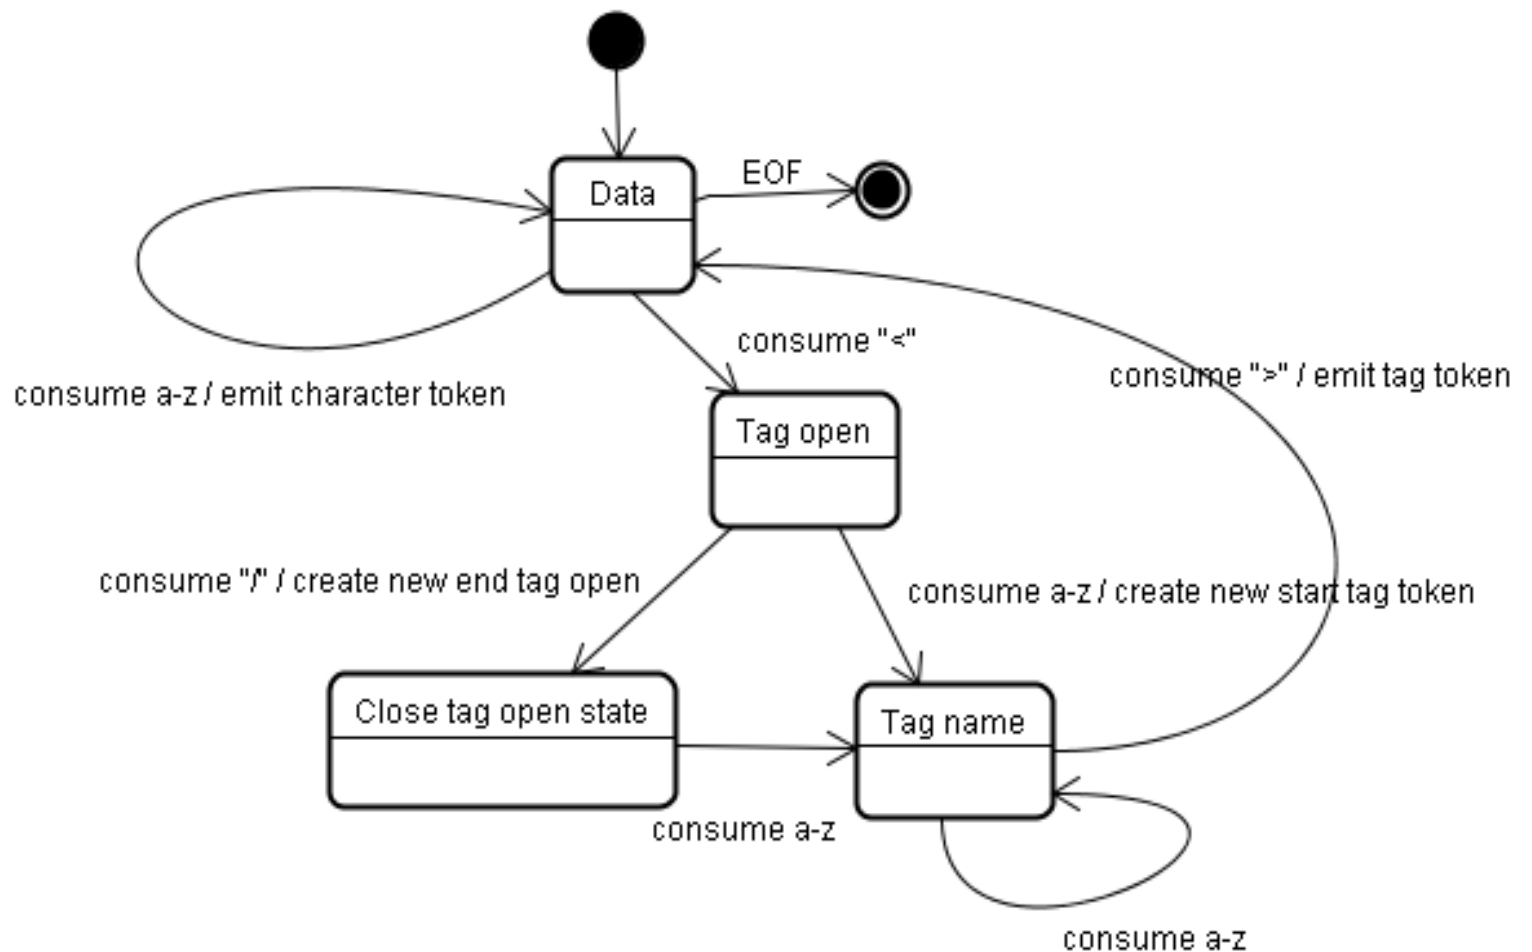 Data
EOF
consume "<"
consume a-z / emit character token
consume ">" / emit tag token
Tag open
consume "/" / create new end tag open
consume a-z / create new start tag token
Close tag open state
Tag name
consume a-z
consume a-z